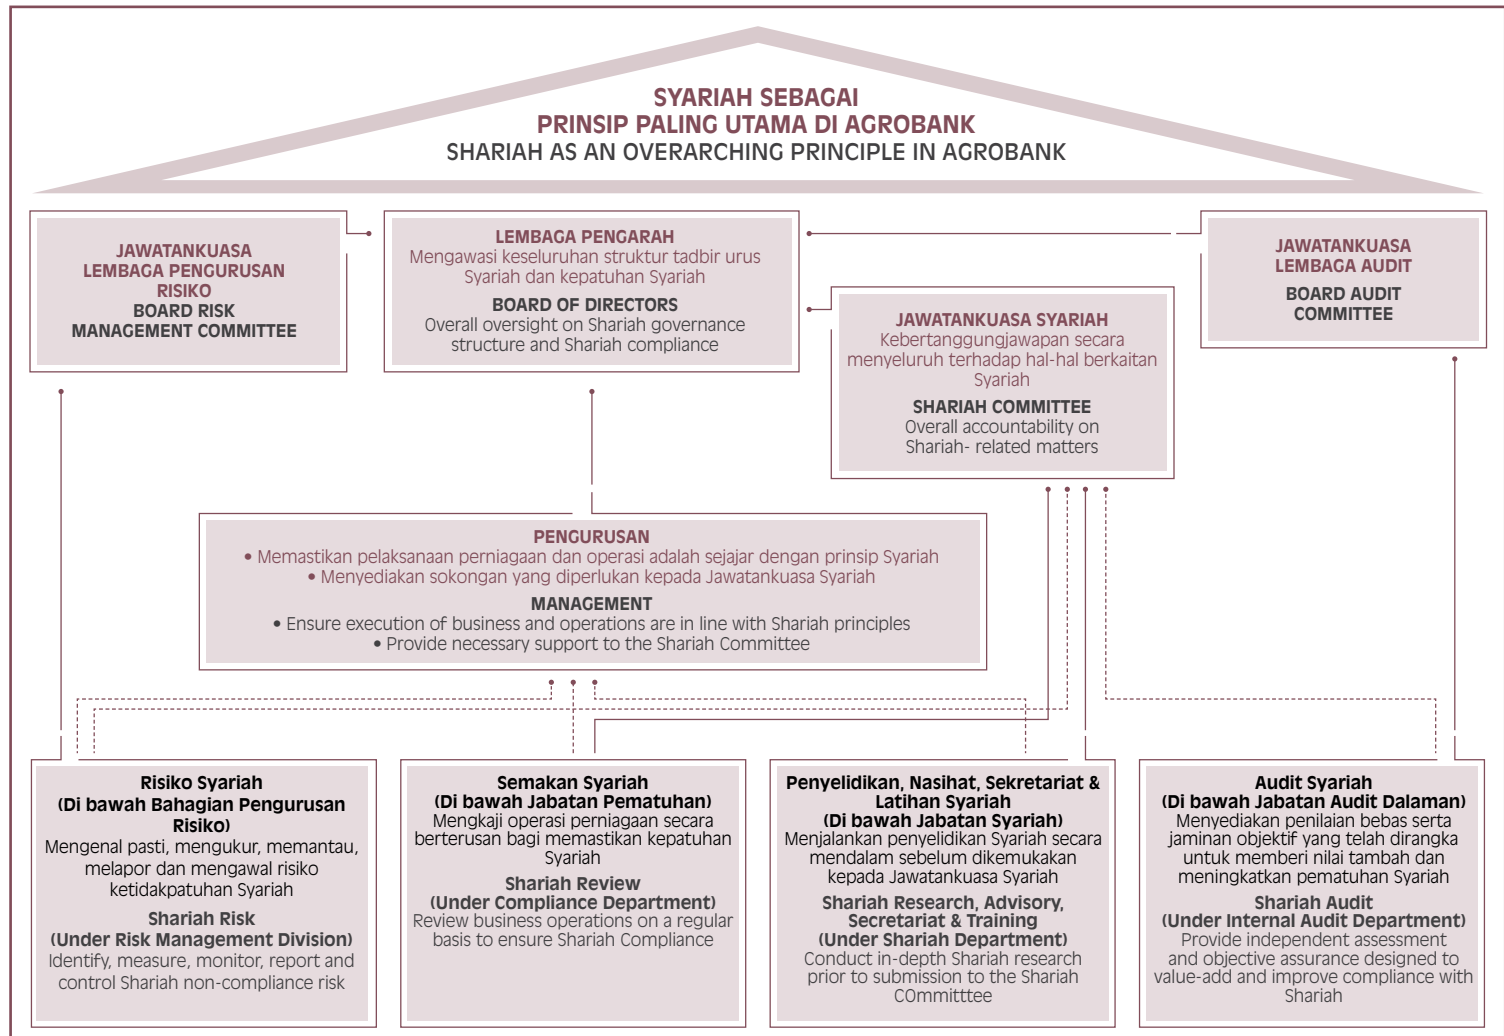 SYARIAH SEBAGAI
PRINSIP PALING UTAMA DI AGROBANK
SHARIAH AS AN OVERARCHING PRINCIPLE IN AGROBANK
JAWATANKUASA
LEMBAGA PENGURUSAN
RISIKO
BOARD RISK
MANAGEMENT COMMITTEE
LEMBAGA PENGARAH
Mengawasi keseluruhan struktur tadbir urus
Syariah dan kepatuhan Syariah
BOARD OF DIRECTORS
Overall oversight on Shariah governance
structure and Shariah compliance
JAWATANKUASA SYARIAH
Kebertanggungjawapan secara
menyeluruh terhadap hal-hal berkaitan
Syariah
SHARIAH COMMITTEE
Overall accountability on
Shariah- related matters
JAWATANKUASA
LEMBAGA AUDIT
BOARD AUDIT
COMMITTEE
PENGURUSAN
• Memastikan pelaksanaan perniagaan dan operasi adalah sejajar dengan prinsip Syariah
• Menyediakan sokongan yang diperlukan kepada Jawatankuasa Syariah
MANAGEMENT
• Ensure execution of business and operations are in line with Shariah principles
• Provide necessary support to the Shariah Committee
Risiko Syariah
(Di bawah Bahagian Pengurusan
Risiko)
Mengenal pasti, mengukur, memantau,
melapor dan mengawal risiko
ketidakpatuhan Syariah
Shariah Risk
(Under Risk Management Division)
Identify, measure, monitor, report and
control Shariah non-compliance risk
Semakan Syariah
(Di bawah Jabatan Pematuhan)
Mengkaji operasi perniagaan secara
berterusan bagi memastikan kepatuhan
Syariah
Shariah Review
(Under Compliance Department)
Review business operations on a regular
basis to ensure Shariah Compliance
Penyelidikan, Nasihat, Sekretariat &
Latihan Syariah
(Di bawah Jabatan Syariah)
Menjalankan penyelidikan Syariah secara
mendalam sebelum dikemukakan
kepada Jawatankuasa Syariah
Shariah Research, Advisory,
Secretariat & Training
(Under Shariah Department)
Conduct in-depth Shariah research
prior to submission to the Shariah
COmmitttee
Audit Syariah
(Di bawah Jabatan Audit Dalaman)
Menyediakan penilaian bebas serta
jaminan objektif yang telah dirangka
untuk memberi nilai tambah dan
meningkatkan pematuhan Syariah
Shariah Audit
(Under Internal Audit Department)
Provide independent assessment
and objective assurance designed to
value-add and improve compliance with
Shariah